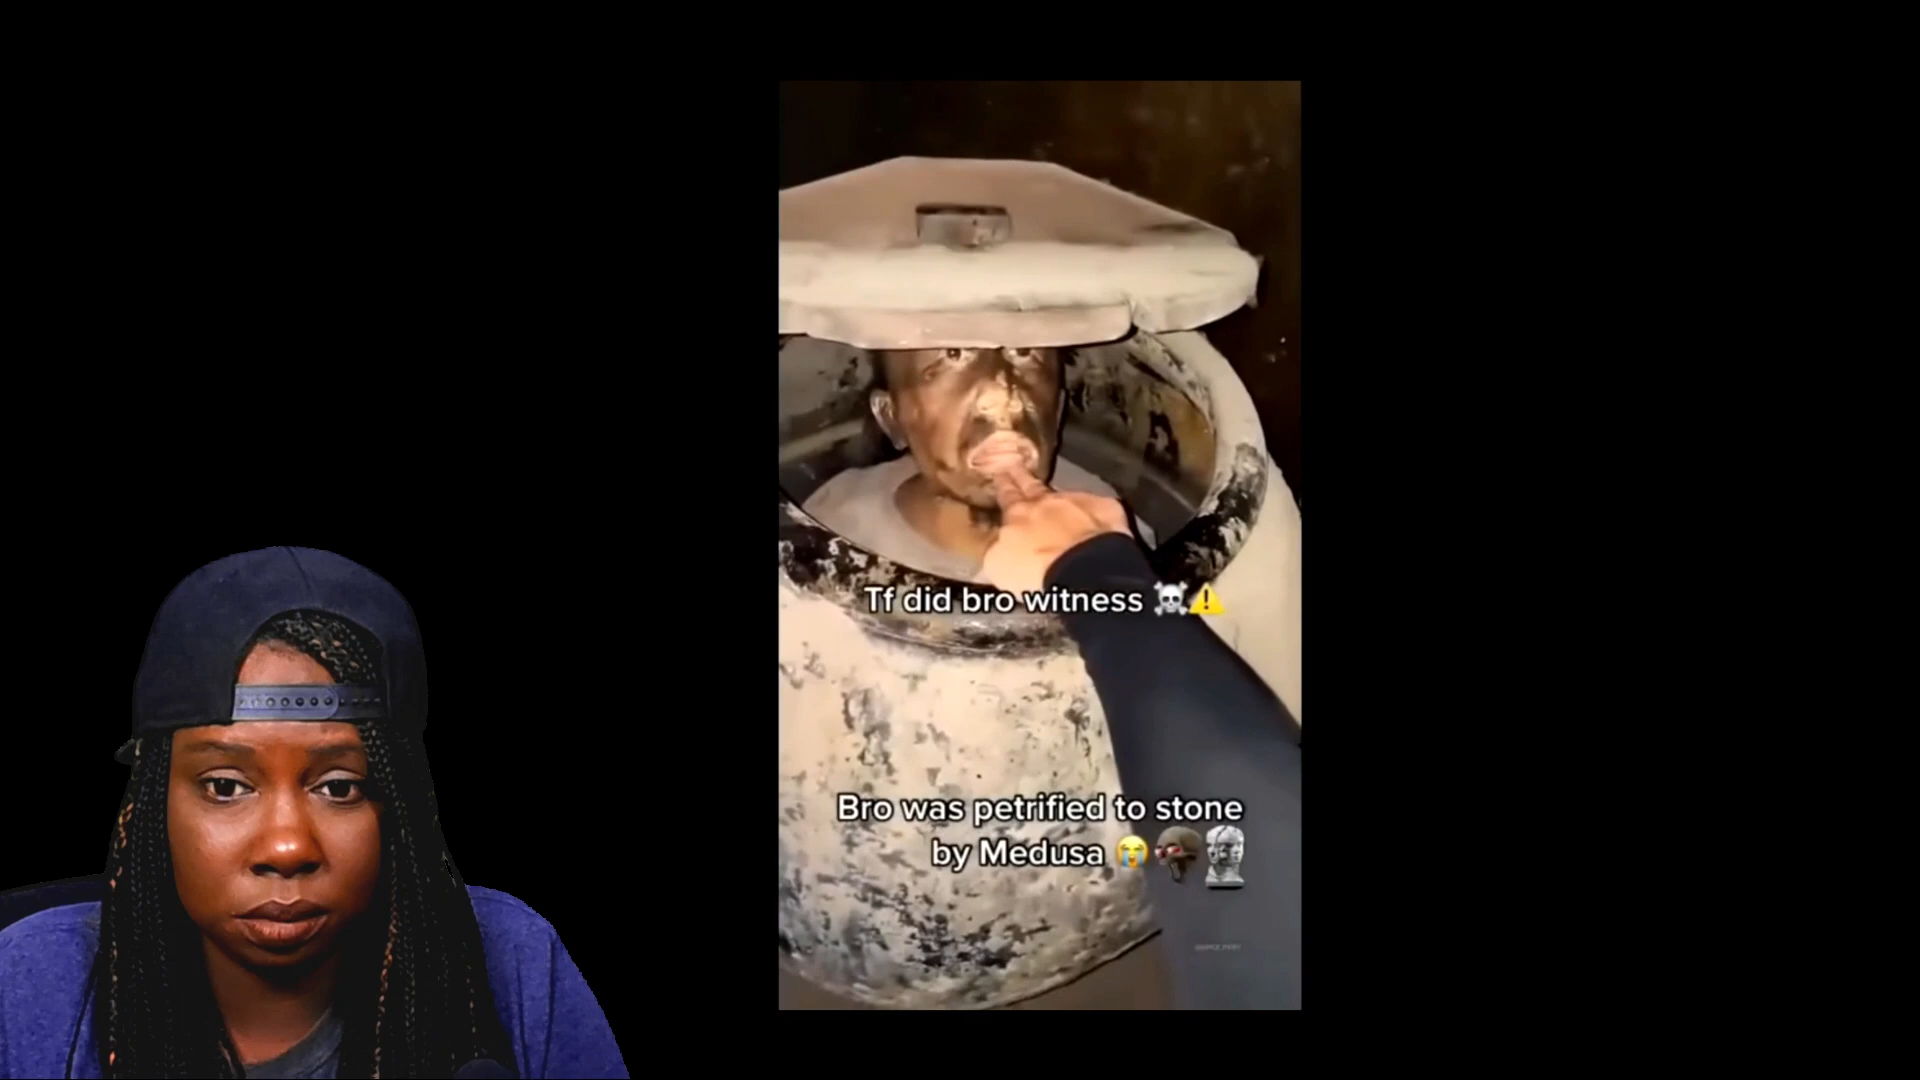 Tf did bro witness ☠️⚠️
Bro was petrified to stone
by Medusa 😭